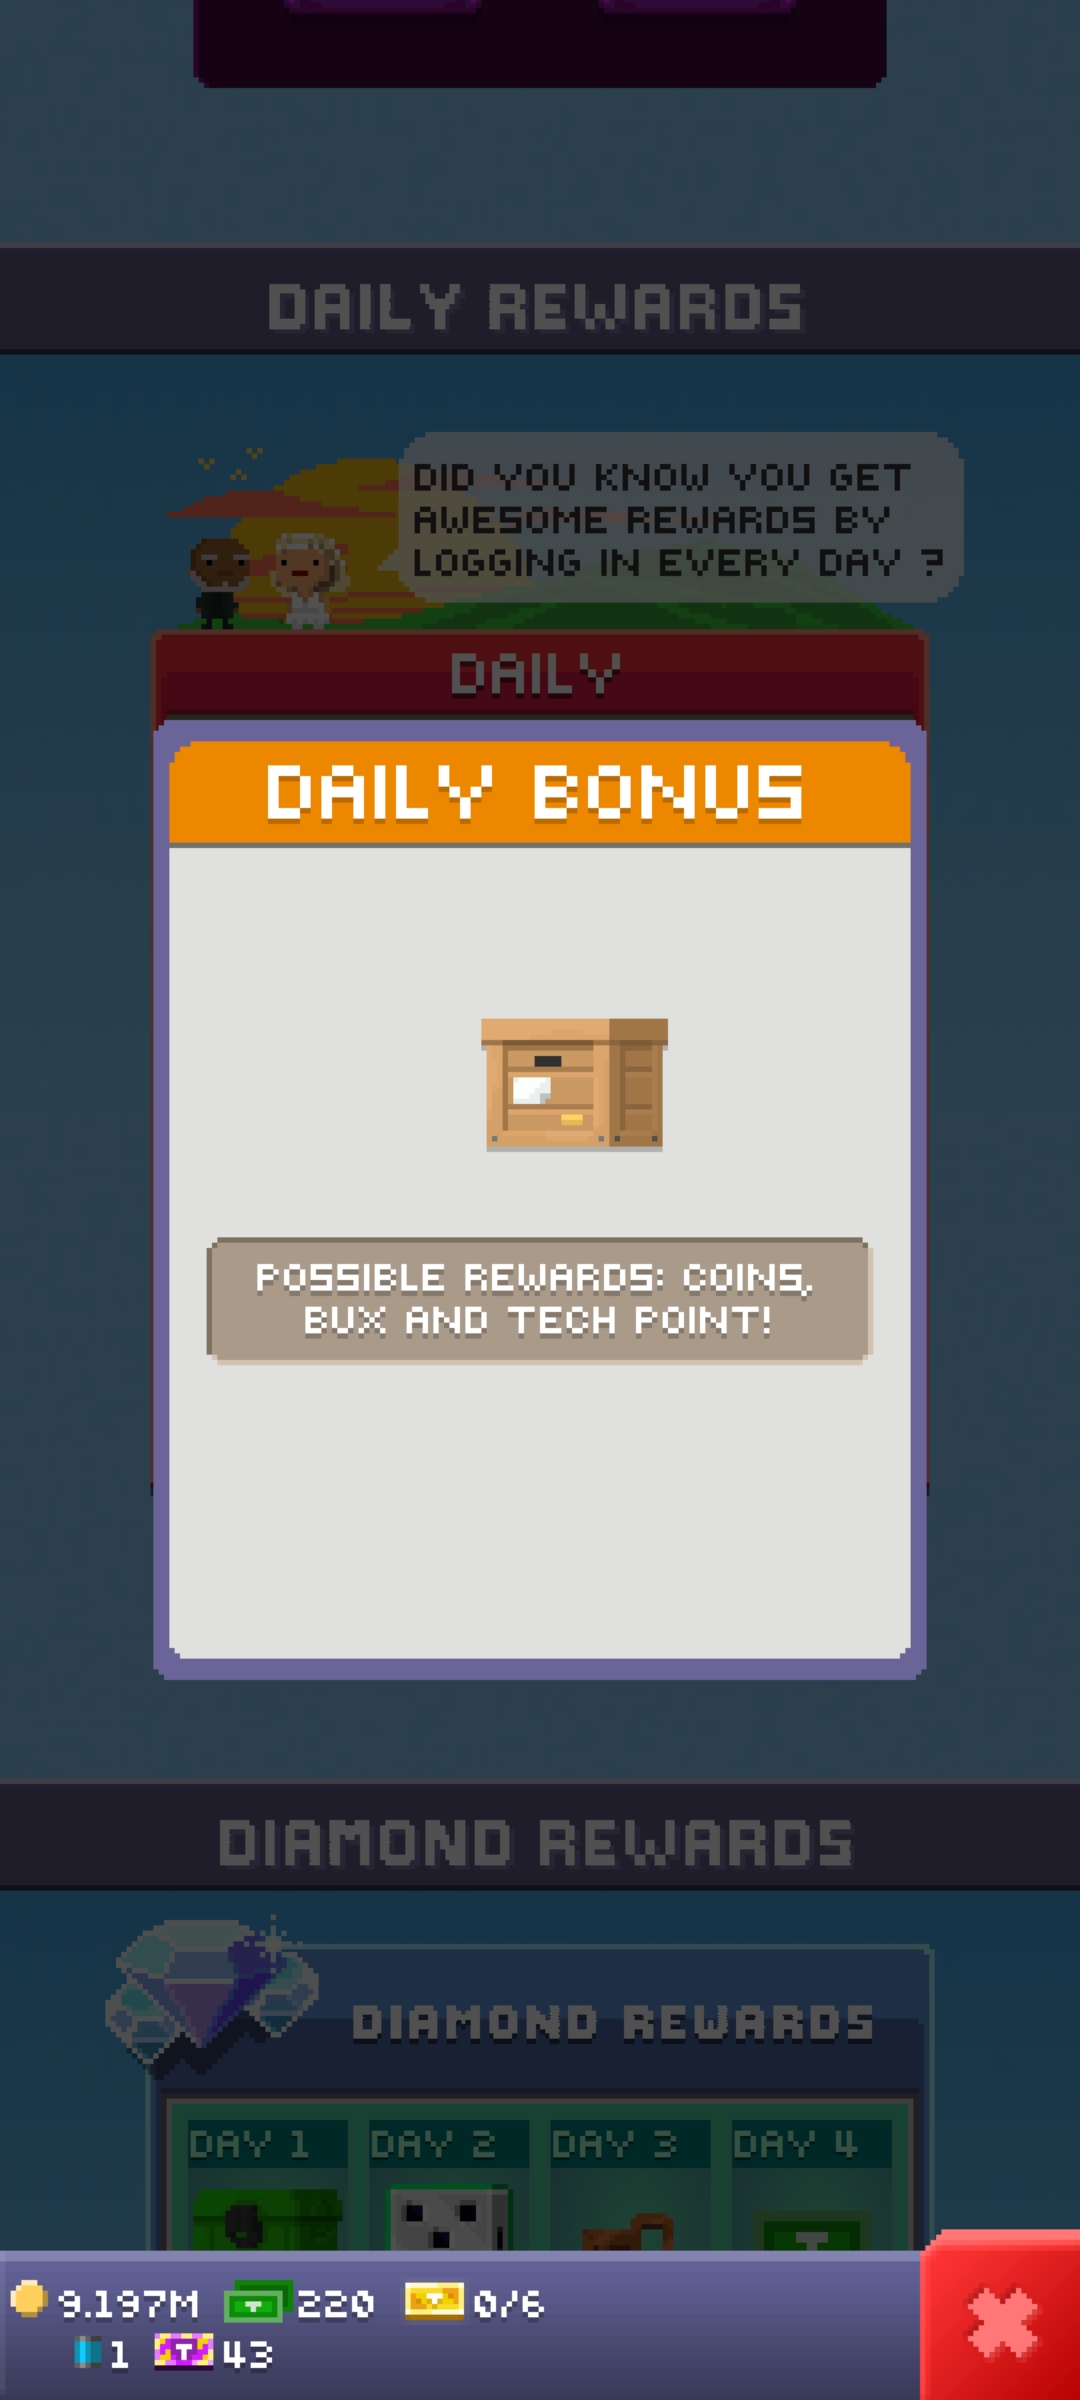 DAILY REWARDS
DID YOU KNOW YOU GET
AWESOME REWARDS BY
LOGGING IN EVERY DAY ?
DAILY
DAILY BONUS
POSSIBLE REWARDS: COINS,
BUX AND TECH POINT!
DIAMOND REWARDS
DIAMOND REWARDS
DAY 1 DAY 2 DAY 3 DAY 4
9.197M 220 0/6
1 43